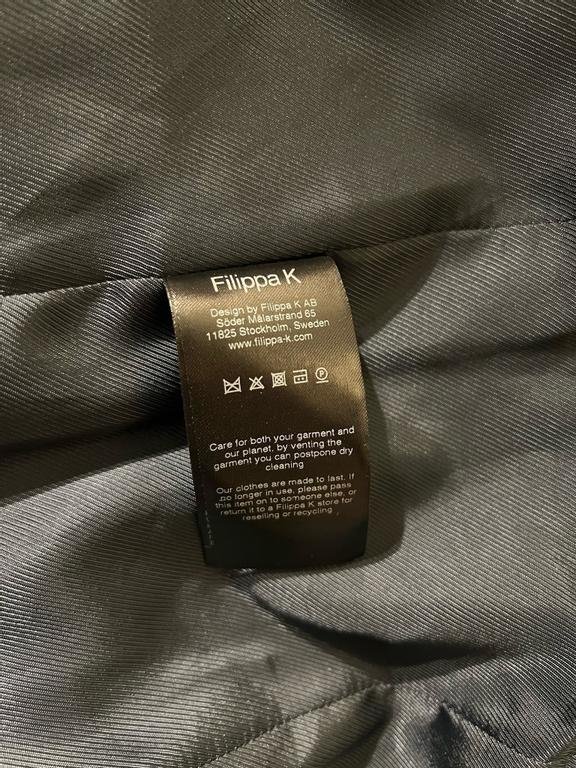 Filippa K
Design by Filippa K AB
Söder Mälarstrand 65
11825 Stockholm, Sweden
www.filippa-k.com
Care for both your garment and
our planet, by venting the
garment you can postpone dry
cleaning
Our clothes are made to last. If
no longer in use, please pass
this item on to someone else, or
return it to a Filippa K store for
reselling or recycling